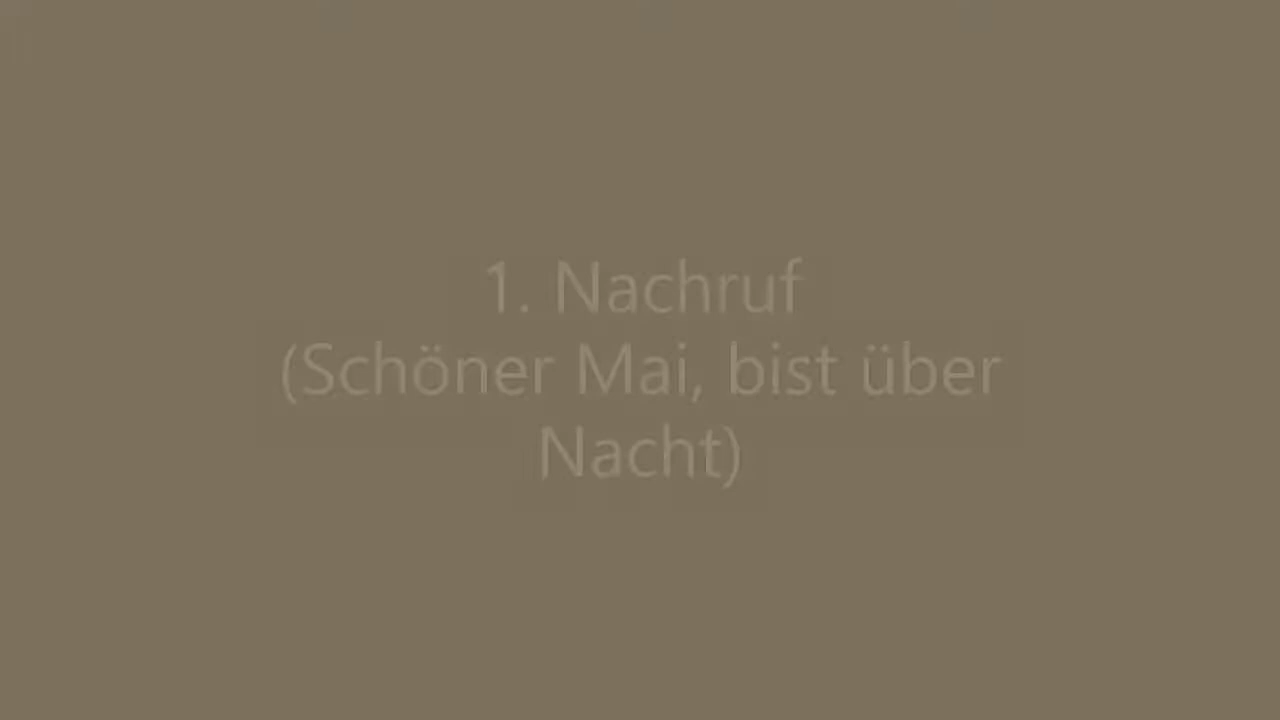 1. Nachruf
(Schöner Mai, bist über
Nacht)